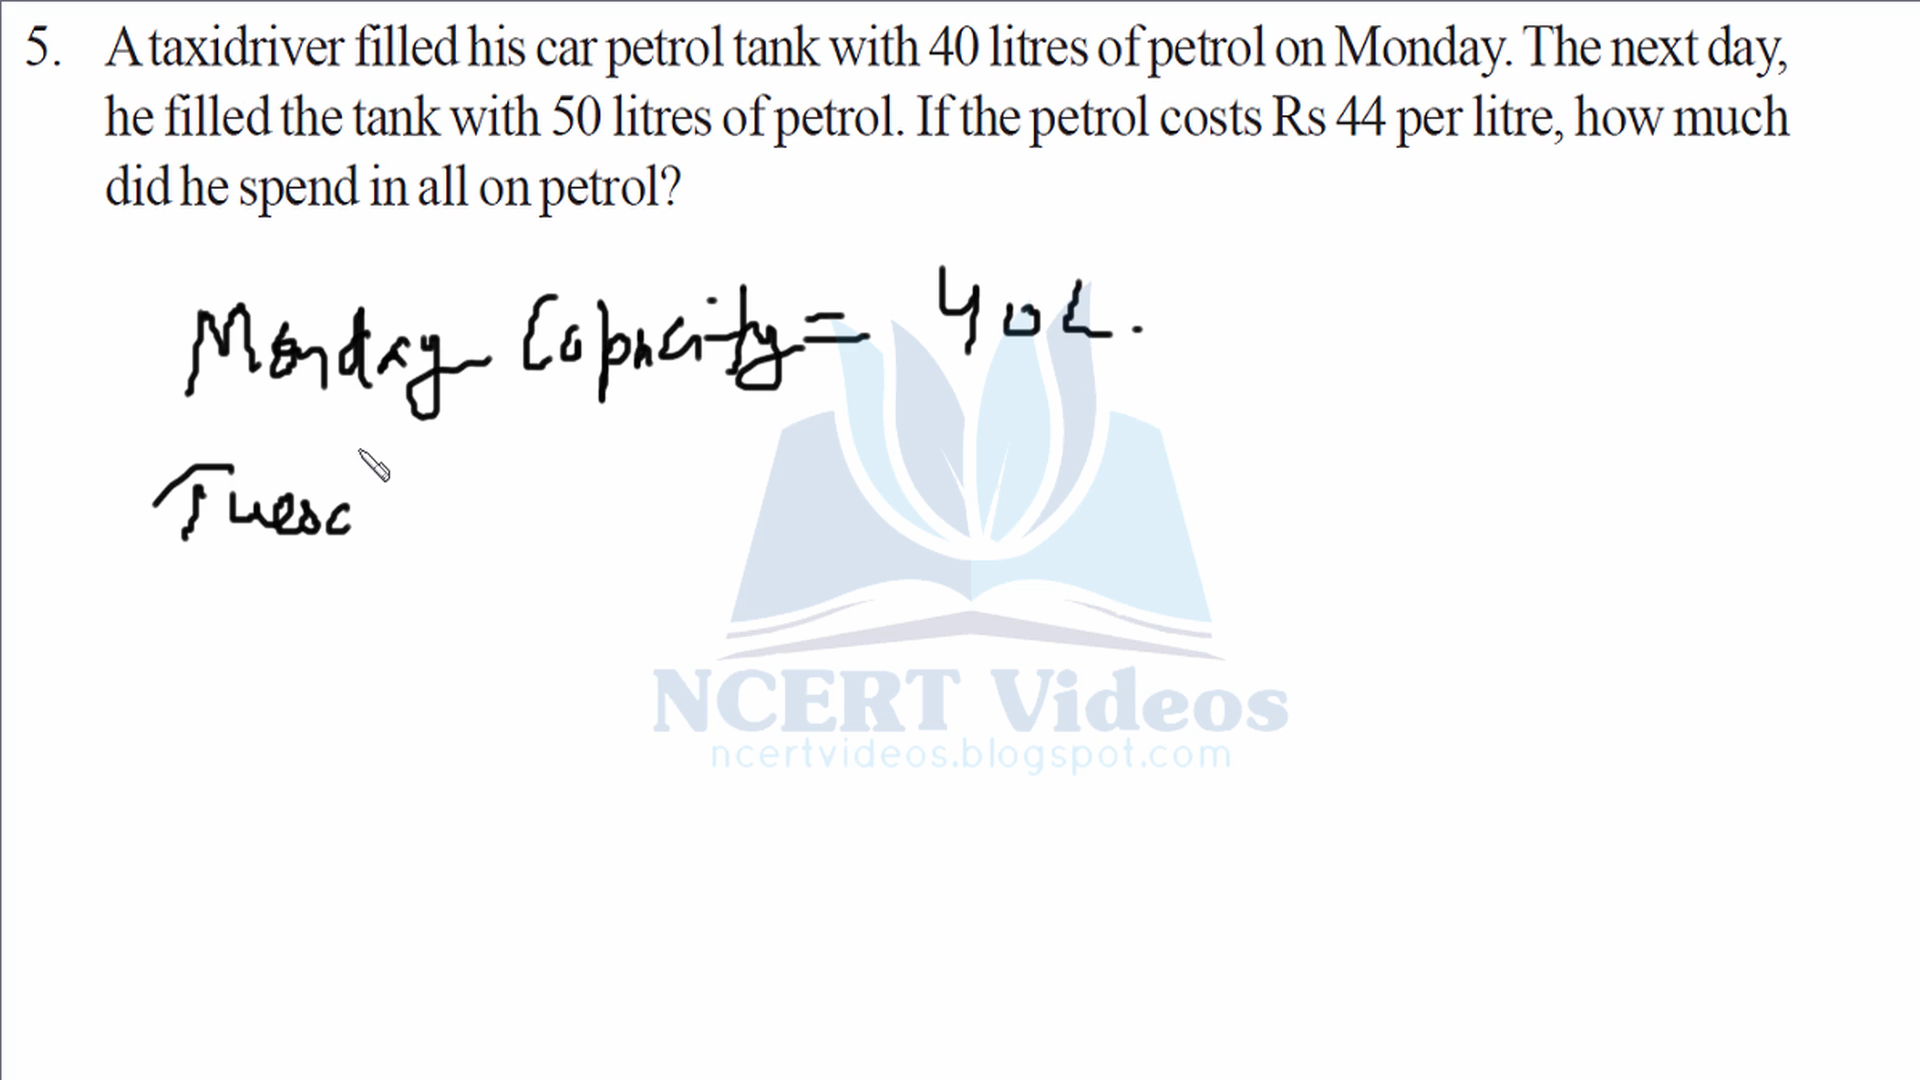 5. A taxidriver filled his car petrol tank with 40 litres of petrol on Monday. The next day,
he filled the tank with 50 litres of petrol. If the petrol costs Rs 44 per litre, how much
did he spend in all on petrol?
Monday Capacity = 40L.
Tuesc
NCERT Videos
ncertvideos.blogspot.com